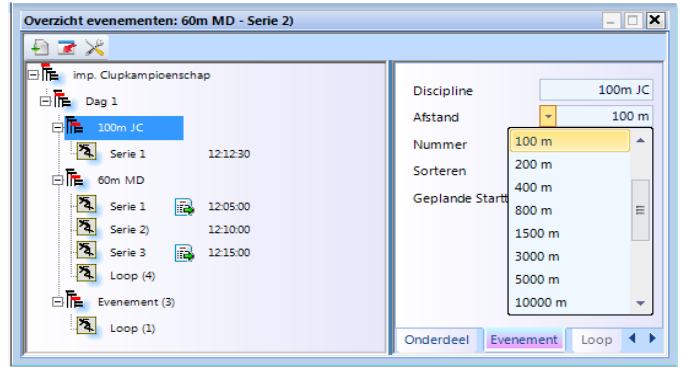 Overzicht evenementen: 60m MD - Serie 2)
imp. Clupkampioenschap
Dag 1
100m JC
Serie 1 12:12:30
60m MD
Serie 1 12:05:00
Serie 2) 12:10:00
Serie 3 12:15:00
Loop (4)
Evenement (3)
Loop (1)
Discipline 100m JC
Afstand 100 m
Nummer
Sorteren
Geplande Startt
100 m
200 m
400 m
800 m
1500 m
3000 m
5000 m
10000 m
Onderdeel Evenement Loop